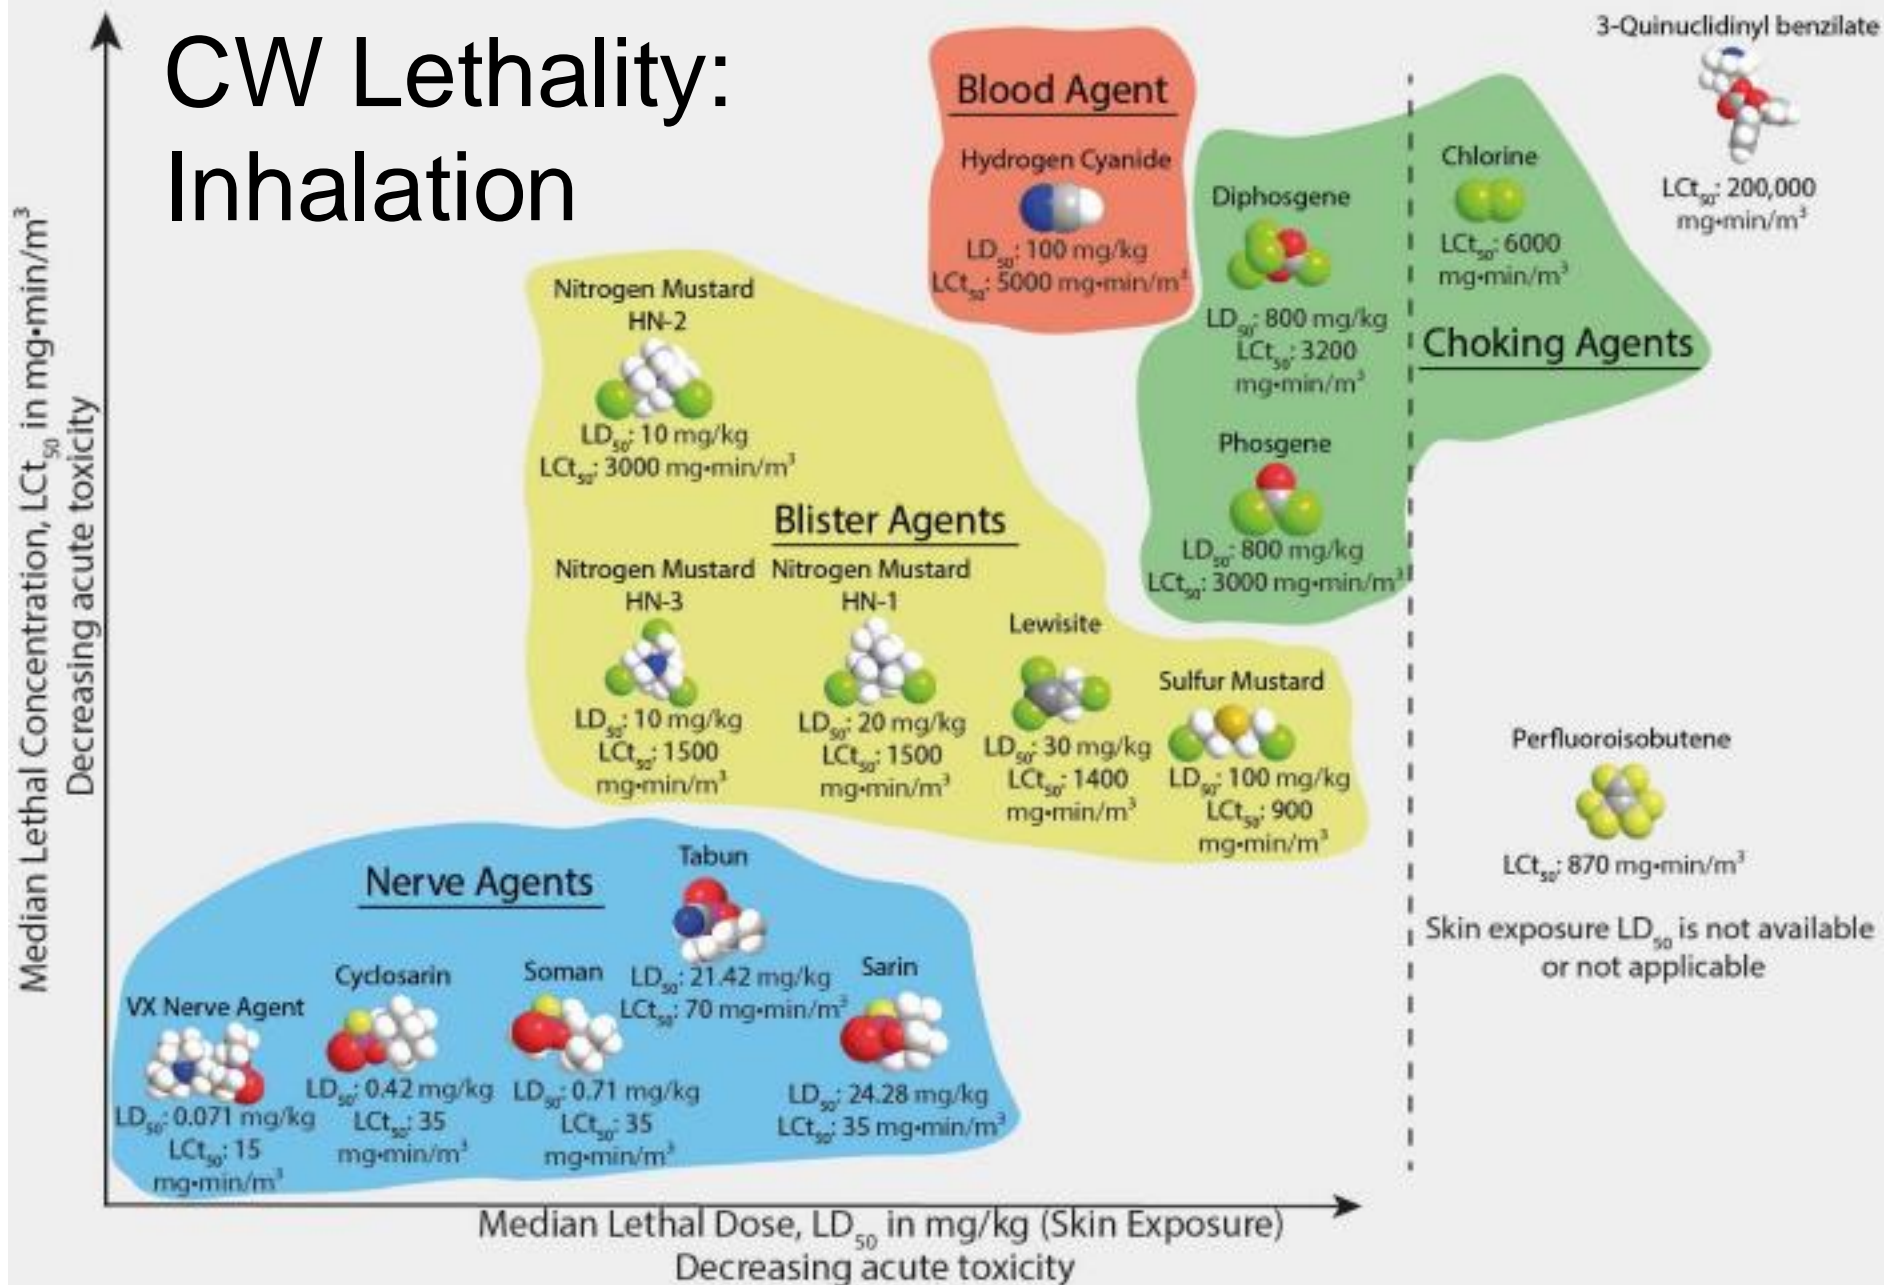 CW Lethality:
Inhalation
Median Lethal Concentration, LCt50 in mg•min/m³
Decreasing acute toxicity
Blood Agent
Hydrogen Cyanide
LD50: 100 mg/kg
LCt50: 5000 mg•min/m³
Diphosgene
LD50: 800 mg/kg
LCt50: 3200
mg•min/m³
Phosgene
LD50: 800 mg/kg
LCt50: 3000 mg•min/m³
Chlorine
LCt50: 6000
mg•min/m³
Choking Agents
3-Quinuclidinyl benzilate
LCt50: 200,000
mg•min/m³
Nitrogen Mustard
HN-2
LD50: 10 mg/kg
LCt50: 3000 mg•min/m³
Blister Agents
Nitrogen Mustard
HN-3
LD50: 10 mg/kg
LCt50: 1500
mg•min/m³
Nitrogen Mustard
HN-1
LD50: 20 mg/kg
LCt50: 1500
mg•min/m³
Lewisite
LD50: 30 mg/kg
LCt50: 1400
mg•min/m³
Sulfur Mustard
LD50: 100 mg/kg
LCt50: 900
mg•min/m³
Perfluoroisobutene
LCt50: 870 mg•min/m³
Skin exposure LD50 is not available
or not applicable
Nerve Agents
VX Nerve Agent
LD50: 0.071 mg/kg
LCt50: 15
mg•min/m³
Cyclosarin
LD50: 0.42 mg/kg
LCt50: 35
mg•min/m³
Soman
LD50: 0.71 mg/kg
LCt50: 35
mg•min/m³
Tabun
LD50: 21.42 mg/kg
LCt50: 70 mg•min/m³
Sarin
LD50: 24.28 mg/kg
LCt50: 35 mg•min/m³
Median Lethal Dose, LD50 in mg/kg (Skin Exposure)
Decreasing acute toxicity